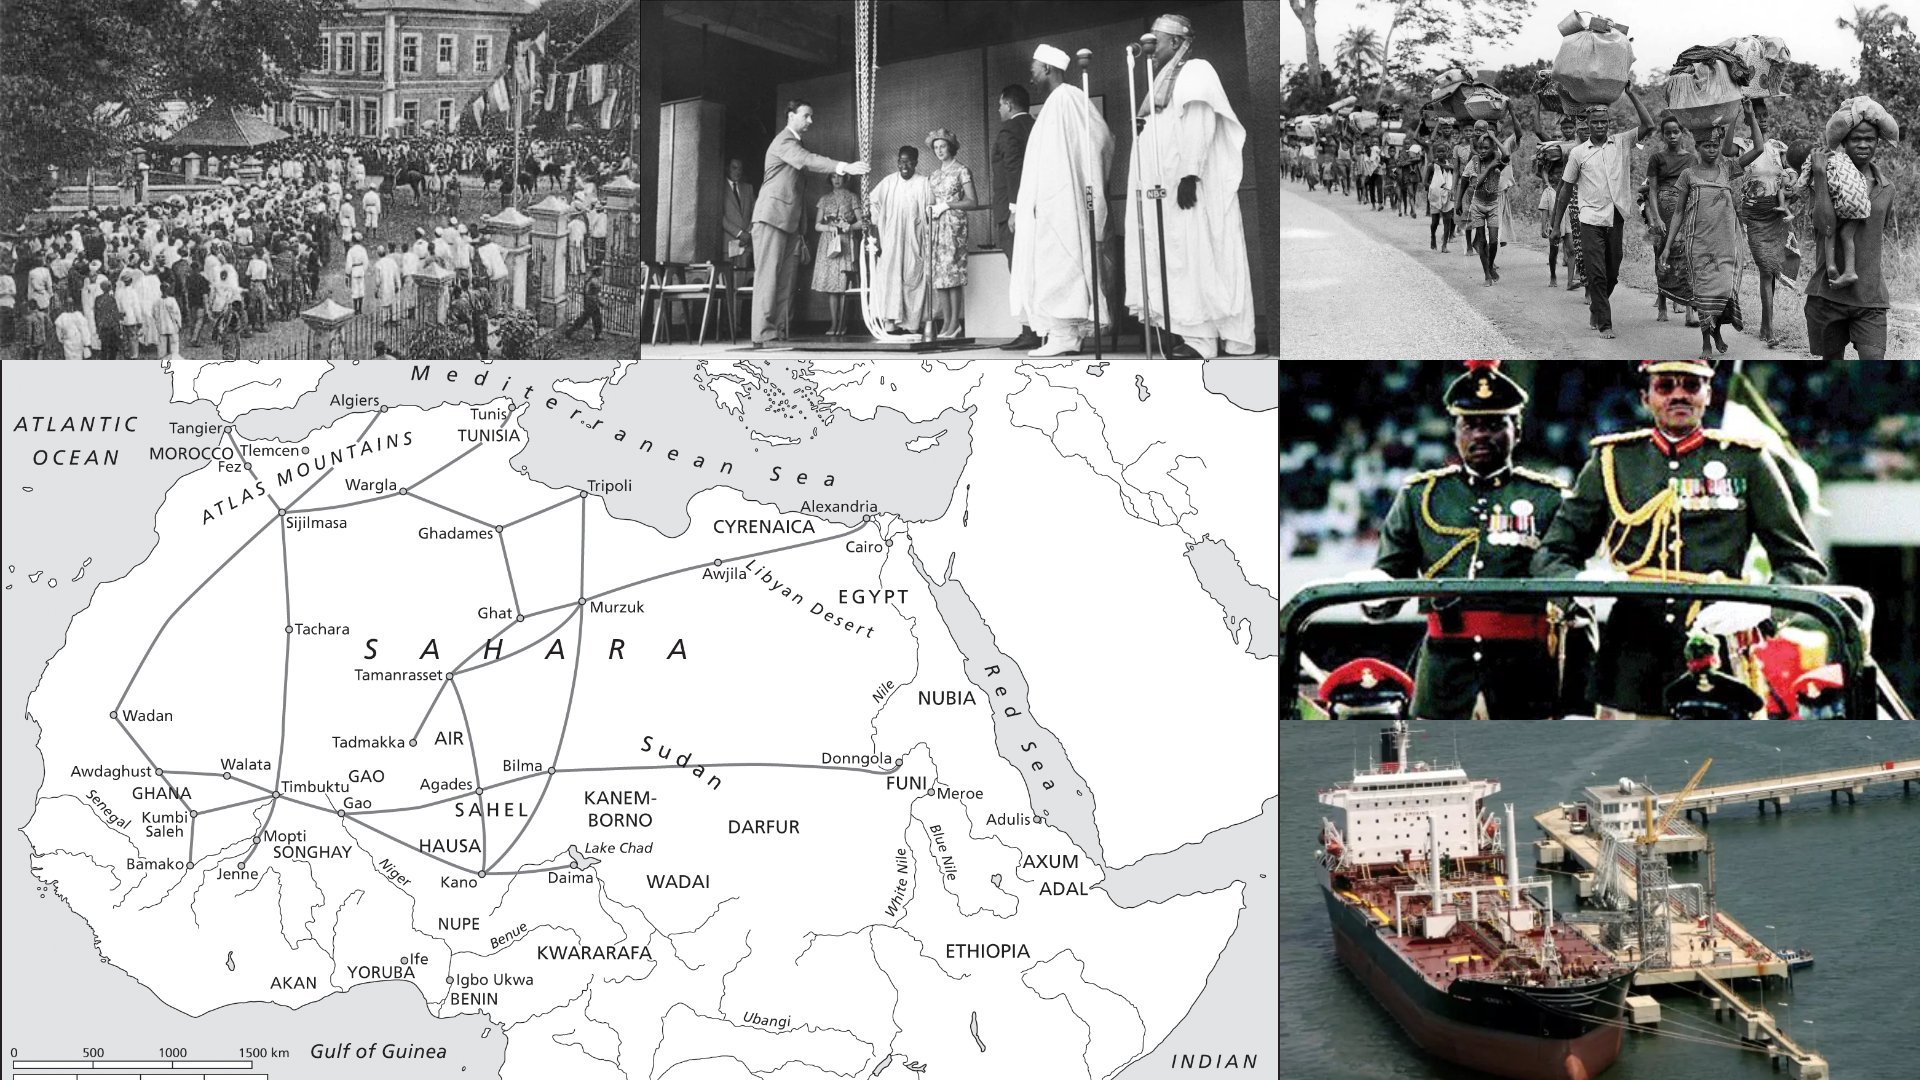 NBC
NBC
Mediterranean Sea
ATLANTIC
OCEAN
Algiers
Tunis
Tangier
TUNISIA
MOROCCO
Tlemcen
Fez
ATLAS MOUNTAINS
Wargla
Tripoli
Alexandria
Sijilmasa
Ghadames
CYRENAICA
Cairo
Awjila
Libyan Desert
EGYPT
Ghat
Murzuk
Tachara
SAHARA
Tamanrasset
Red Sea
Nile
NUBIA
Wadan
Tadmakka
AIR
Sudan
Donngola
Awdaghust
Walata
GAO
Agades
Bilma
Timbuktu
FUNJ
Meroe
GHANA
Gao
SAHEL
KANEM-
BORNO
Senegal
Kumbi
Saleh
DARFUR
Adulis
Mopti
SONGHAY
HAUSA
Lake Chad
Blue Nile
White Nile
AXUM
Bamako
Jenne
Niger
Kano
Daima
WADAI
ADAL
NUPE
Benue
KWARARAFA
ETHIOPIA
Ife
YORUBA
AKAN
Igbo Ukwa
BENIN
Ubangi
0 500 1000 1500 km
Gulf of Guinea
INDIAN